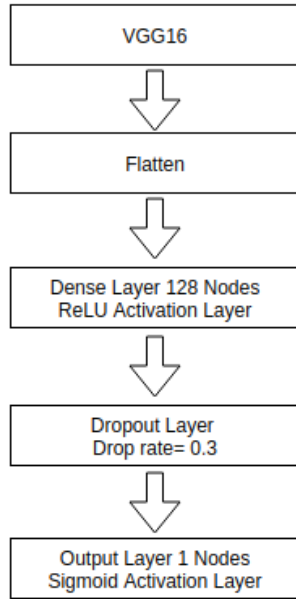 VGG16
Flatten
Dense Layer 128 Nodes
ReLU Activation Layer
Dropout Layer
Drop rate= 0.3
Output Layer 1 Nodes
Sigmoid Activation Layer